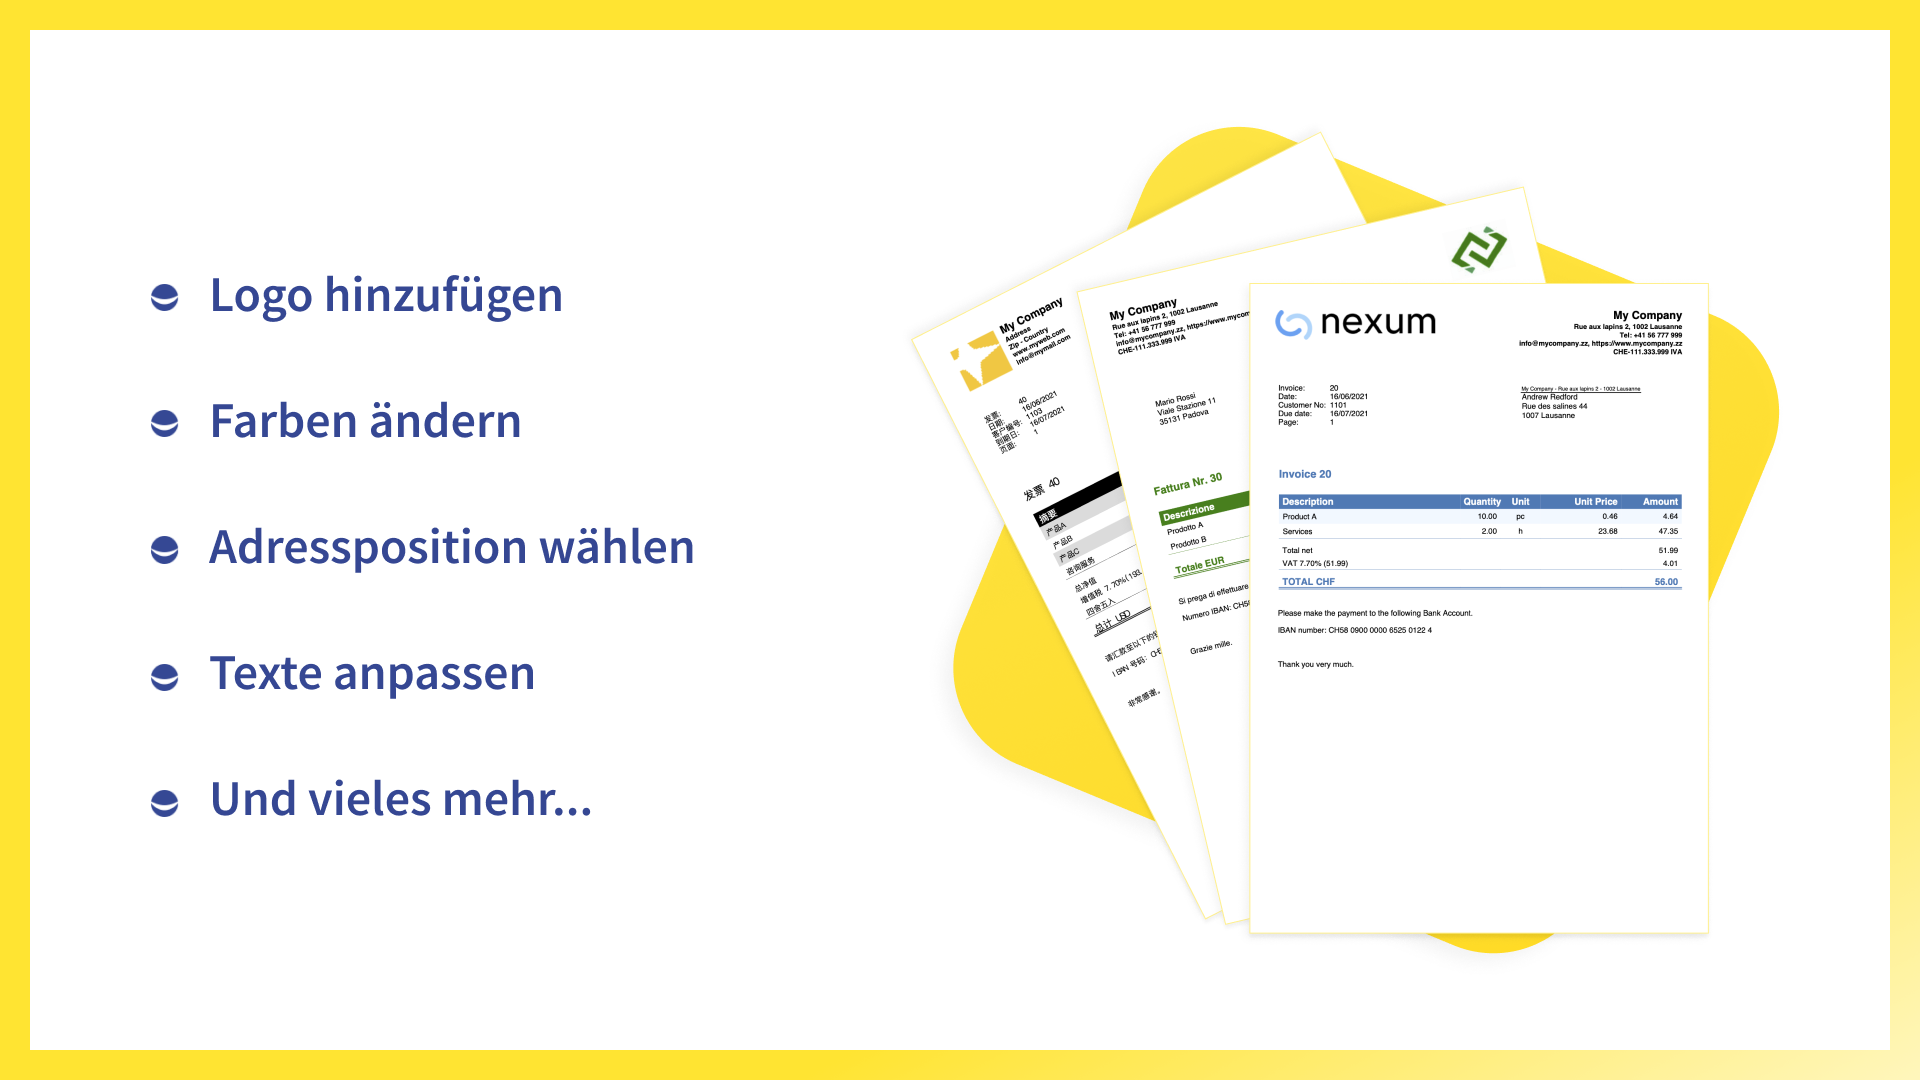 Logo hinzufügen
Farben ändern
Adressposition wählen
Texte anpassen
Und vieles mehr...
My Company
Address
Zip - Country
www.myweb.com
info@mymail.com
发票: 40
日期: 16/06/2021
客户编号: 1103
到期日: 16/07/2021
页面: 1
发票 40
摘要
产品A
产品B
产品C
咨询服务
总净值
增值税 7.70%(193.
四舍五入
总计 USD
请汇款至以下的
IBAN 号码: CH5
非常感谢。
My Company
Rue aux lapins 2, 1002 Lausanne
Tel: +41 56 777 999
info@mycompany.zz, https://www.mycom
CHE-111.333.999 IVA
Mario Rossi
Viale Stazione 11
35131 Padova
Fattura Nr. 30
Descrizione
Prodotto A
Prodotto B
Totale EUR
Si prega di effettuare
Numero IBAN: CH58
Grazie mille.
nexum
My Company
Rue aux lapins 2, 1002 Lausanne
Tel: +41 56 777 999
info@mycompany.zz, https://www.mycompany.zz
CHE-111.333.999 IVA
Invoice: 20
Date: 16/06/2021
Customer No: 1101
Due date: 16/07/2021
Page: 1
My Company - Rue aux lapins 2 - 1002 Lausanne
Andrew Redford
Rue des salines 44
1007 Lausanne
Invoice 20
Description Quantity Unit Unit Price Amount
Product A 10.00 pc 0.46 4.64
Services 2.00 h 23.68 47.35
Total net 51.99
VAT 7.70% (51.99) 4.01
TOTAL CHF 56.00
Please make the payment to the following Bank Account.
IBAN number: CH58 0900 0000 6525 0122 4
Thank you very much.